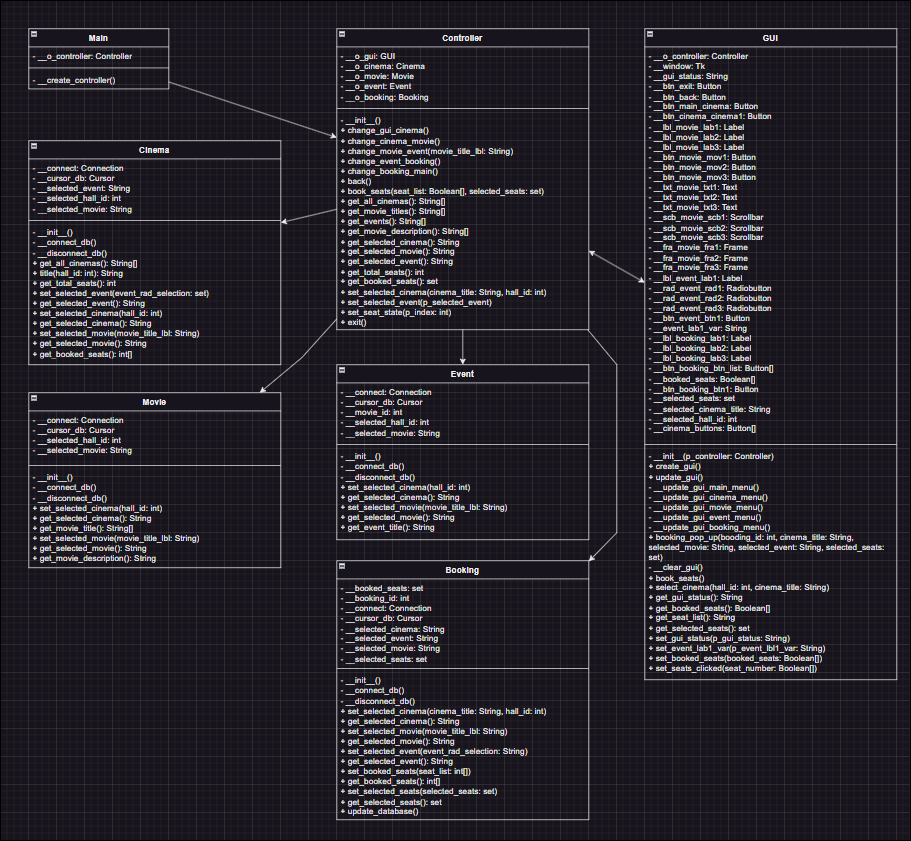 Main
- __o_controller: Controller
- __create_controller()
Cinema
- __connect: Connection
- __cursor_db: Cursor
- __selected_event: String
- __selected_hall_id: int
- __selected_movie: String
- __init__()
- __connect_db()
- __disconnect_db()
+ get_all_cinemas(): String[]
+ title(hall_id: int): String
+ get_total_seats(): int
+ set_selected_event(event_rad_selection: set)
+ get_selected_event(): String
+ set_selected_cinema(hall_id: int)
+ get_selected_cinema(): String
+ set_selected_movie(movie_title_lbl: String)
+ get_selected_movie(): String
+ get_booked_seats(): int[]
Movie
- __connect: Connection
- __cursor_db: Cursor
- __selected_hall_id: int
- __selected_movie: String
- __init__()
- __connect_db()
- __disconnect_db()
+ set_selected_cinema(hall_id: int)
+ get_selected_cinema(): String
+ get_movie_title(): String[]
+ set_selected_movie(movie_title_lbl: String)
+ get_selected_movie(): String
+ get_movie_description(): String
Controller
- __o_gui: GUI
- __o_cinema: Cinema
- __o_movie: Movie
- __o_event: Event
- __o_booking: Booking
- __init__()
+ change_gui_cinema()
+ change_cinema_movie()
+ change_movie_event(movie_title_lbl: String)
+ change_event_booking()
+ change_booking_main()
+ back()
+ book_seats(seat_list: Boolean[], selected_seats: set)
+ get_all_cinemas(): String[]
+ get_movie_titles(): String[]
+ get_events(): String[]
+ get_movie_description(): String[]
+ get_selected_cinema(): String
+ get_selected_movie(): String
+ get_selected_event(): String
+ get_total_seats(): int
+ get_booked_seats(): set
+ set_selected_cinema(cinema_title: String, hall_id: int)
+ set_selected_event(p_selected_event)
+ set_seat_state(p_index: int)
+ exit()
Event
- __connect: Connection
- __cursor_db: Cursor
- __movie_id: int
- __selected_hall_id: int
- __selected_movie: String
- __init__()
- __connect_db()
- __disconnect_db()
+ set_selected_cinema(hall_id: int)
+ get_selected_cinema(): String
+ set_selected_movie(movie_title_lbl: String)
+ get_selected_movie(): String
+ get_event_title(): String
Booking
- __booked_seats: set
- __booking_id: int
- __connect: Connection
- __cursor_db: Cursor
- __selected_cinema: String
- __selected_event: String
- __selected_movie: String
- __selected_seats: set
- __init__()
- __connect_db()
- __disconnect_db()
+ set_selected_cinema(cinema_title: String, hall_id: int)
+ get_selected_cinema(): String
+ set_selected_movie(movie_title_lbl: String)
+ get_selected_movie(): String
+ set_selected_event(event_rad_selection: String)
+ get_selected_event(): String
+ set_booked_seats(seat_list: int[])
+ get_booked_seats(): int[]
+ set_selected_seats(selected_seats: set)
+ get_selected_seats(): set
+ update_database()
GUI
- __o_controller: Controller
- __window: Tk
- __gui_status: String
- __btn_exit: Button
- __btn_back: Button
- __btn_main_cinema: Button
- __btn_cinema_cinema1: Button
- __lbl_movie_lab1: Label
- __lbl_movie_lab2: Label
- __lbl_movie_lab3: Label
- __btn_movie_mov1: Button
- __btn_movie_mov2: Button
- __btn_movie_mov3: Button
- __txt_movie_txt1: Text
- __txt_movie_txt2: Text
- __txt_movie_txt3: Text
- __scb_movie_scb1: Scrollbar
- __scb_movie_scb2: Scrollbar
- __scb_movie_scb3: Scrollbar
- __fra_movie_fra1: Frame
- __fra_movie_fra2: Frame
- __fra_movie_fra3: Frame
- __lbl_event_lab1: Label
- __rad_event_rad1: Radiobutton
- __rad_event_rad2: Radiobutton
- __rad_event_rad3: Radiobutton
- __btn_event_btn1: Button
- __event_lab1_var: String
- __lbl_booking_lab1: Label
- __lbl_booking_lab2: Label
- __lbl_booking_lab3: Label
- __btn_booking_btn_list: Button[]
- __booked_seats: Boolean[]
- __btn_booking_btn1: Button
- __selected_seats: set
- __selected_cinema_title: String
- __selected_hall_id: int
- __cinema_buttons: Button[]
- __init__(p_controller: Controller)
+ create_gui()
+ update_gui()
- __update_gui_main_menu()
- __update_gui_cinema_menu()
- __update_gui_movie_menu()
- __update_gui_event_menu()
- __update_gui_booking_menu()
+ booking_pop_up(booding_id: int, cinema_title: String,
selected_movie: String, selected_event: String, selected_seats:
set)
- __clear_gui()
+ book_seats()
+ select_cinema(hall_id: int, cinema_title: String)
+ get_gui_status(): String
+ get_booked_seats(): Boolean[]
+ get_seat_list(): String
+ get_selected_seats(): set
+ set_gui_status(p_gui_status: String)
+ set_event_lab1_var(p_event_lbl1_var: String)
+ set_booked_seats(booked_seats: Boolean[])
+ set_seats_clicked(seat_number: Boolean[])